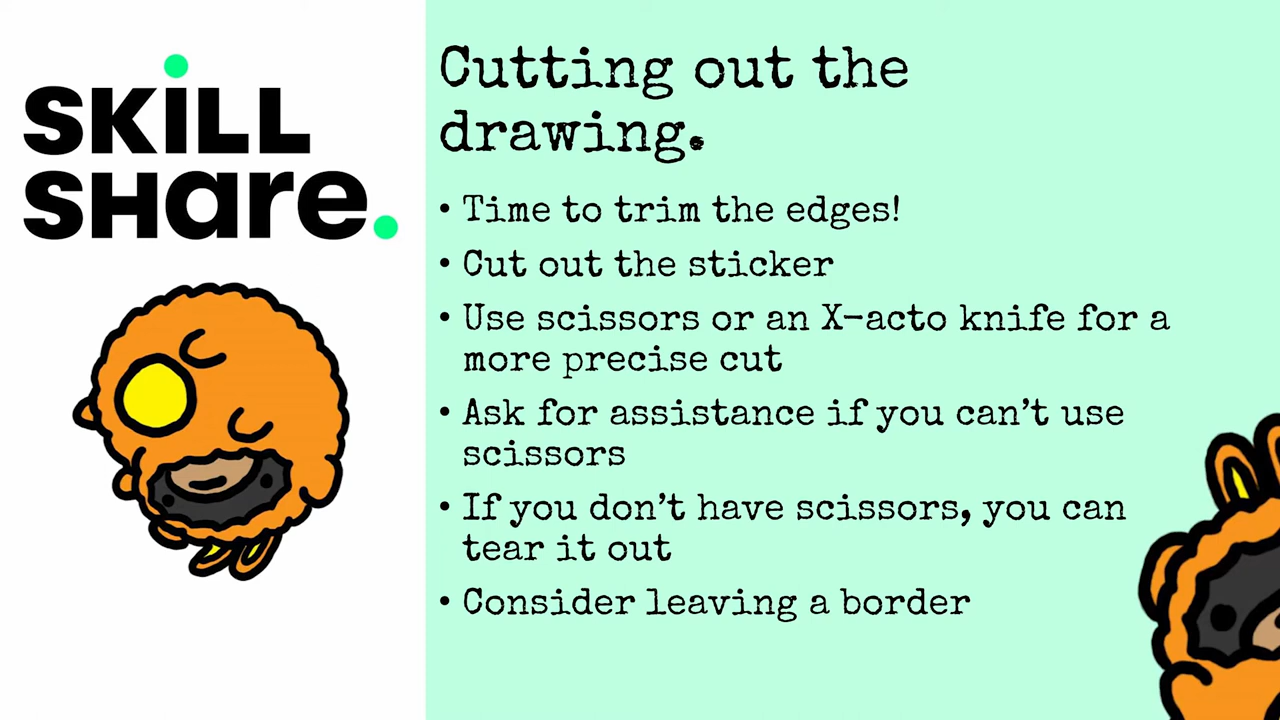 SKILL
SHare.
Cutting out the
drawing.
• Time to trim the edges!
• Cut out the sticker
• Use scissors or an X-acto knife for a
more precise cut
• Ask for assistance if you can’t use
scissors
• If you don’t have scissors, you can
tear it out
• Consider leaving a border